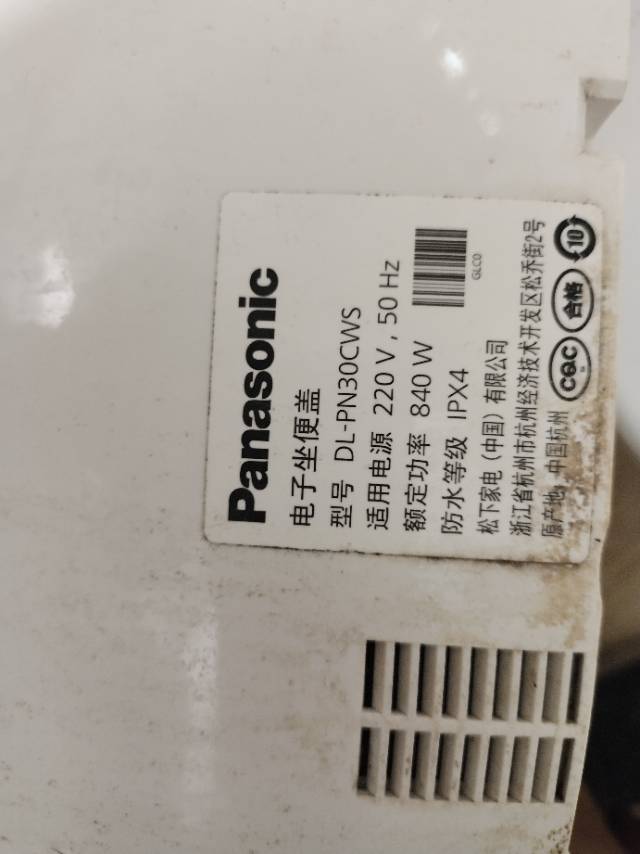 Panasonic
电子坐便盖
型号 DL-PN30CWS
适用电源 220 V , 50 Hz
额定功率 840 W
防水等级 IPX4
GLC0
松下家电（中国）有限公司
浙江省杭州市杭州经济技术开发区松乔街2号
原产地 中国杭州
CQC
合格
10